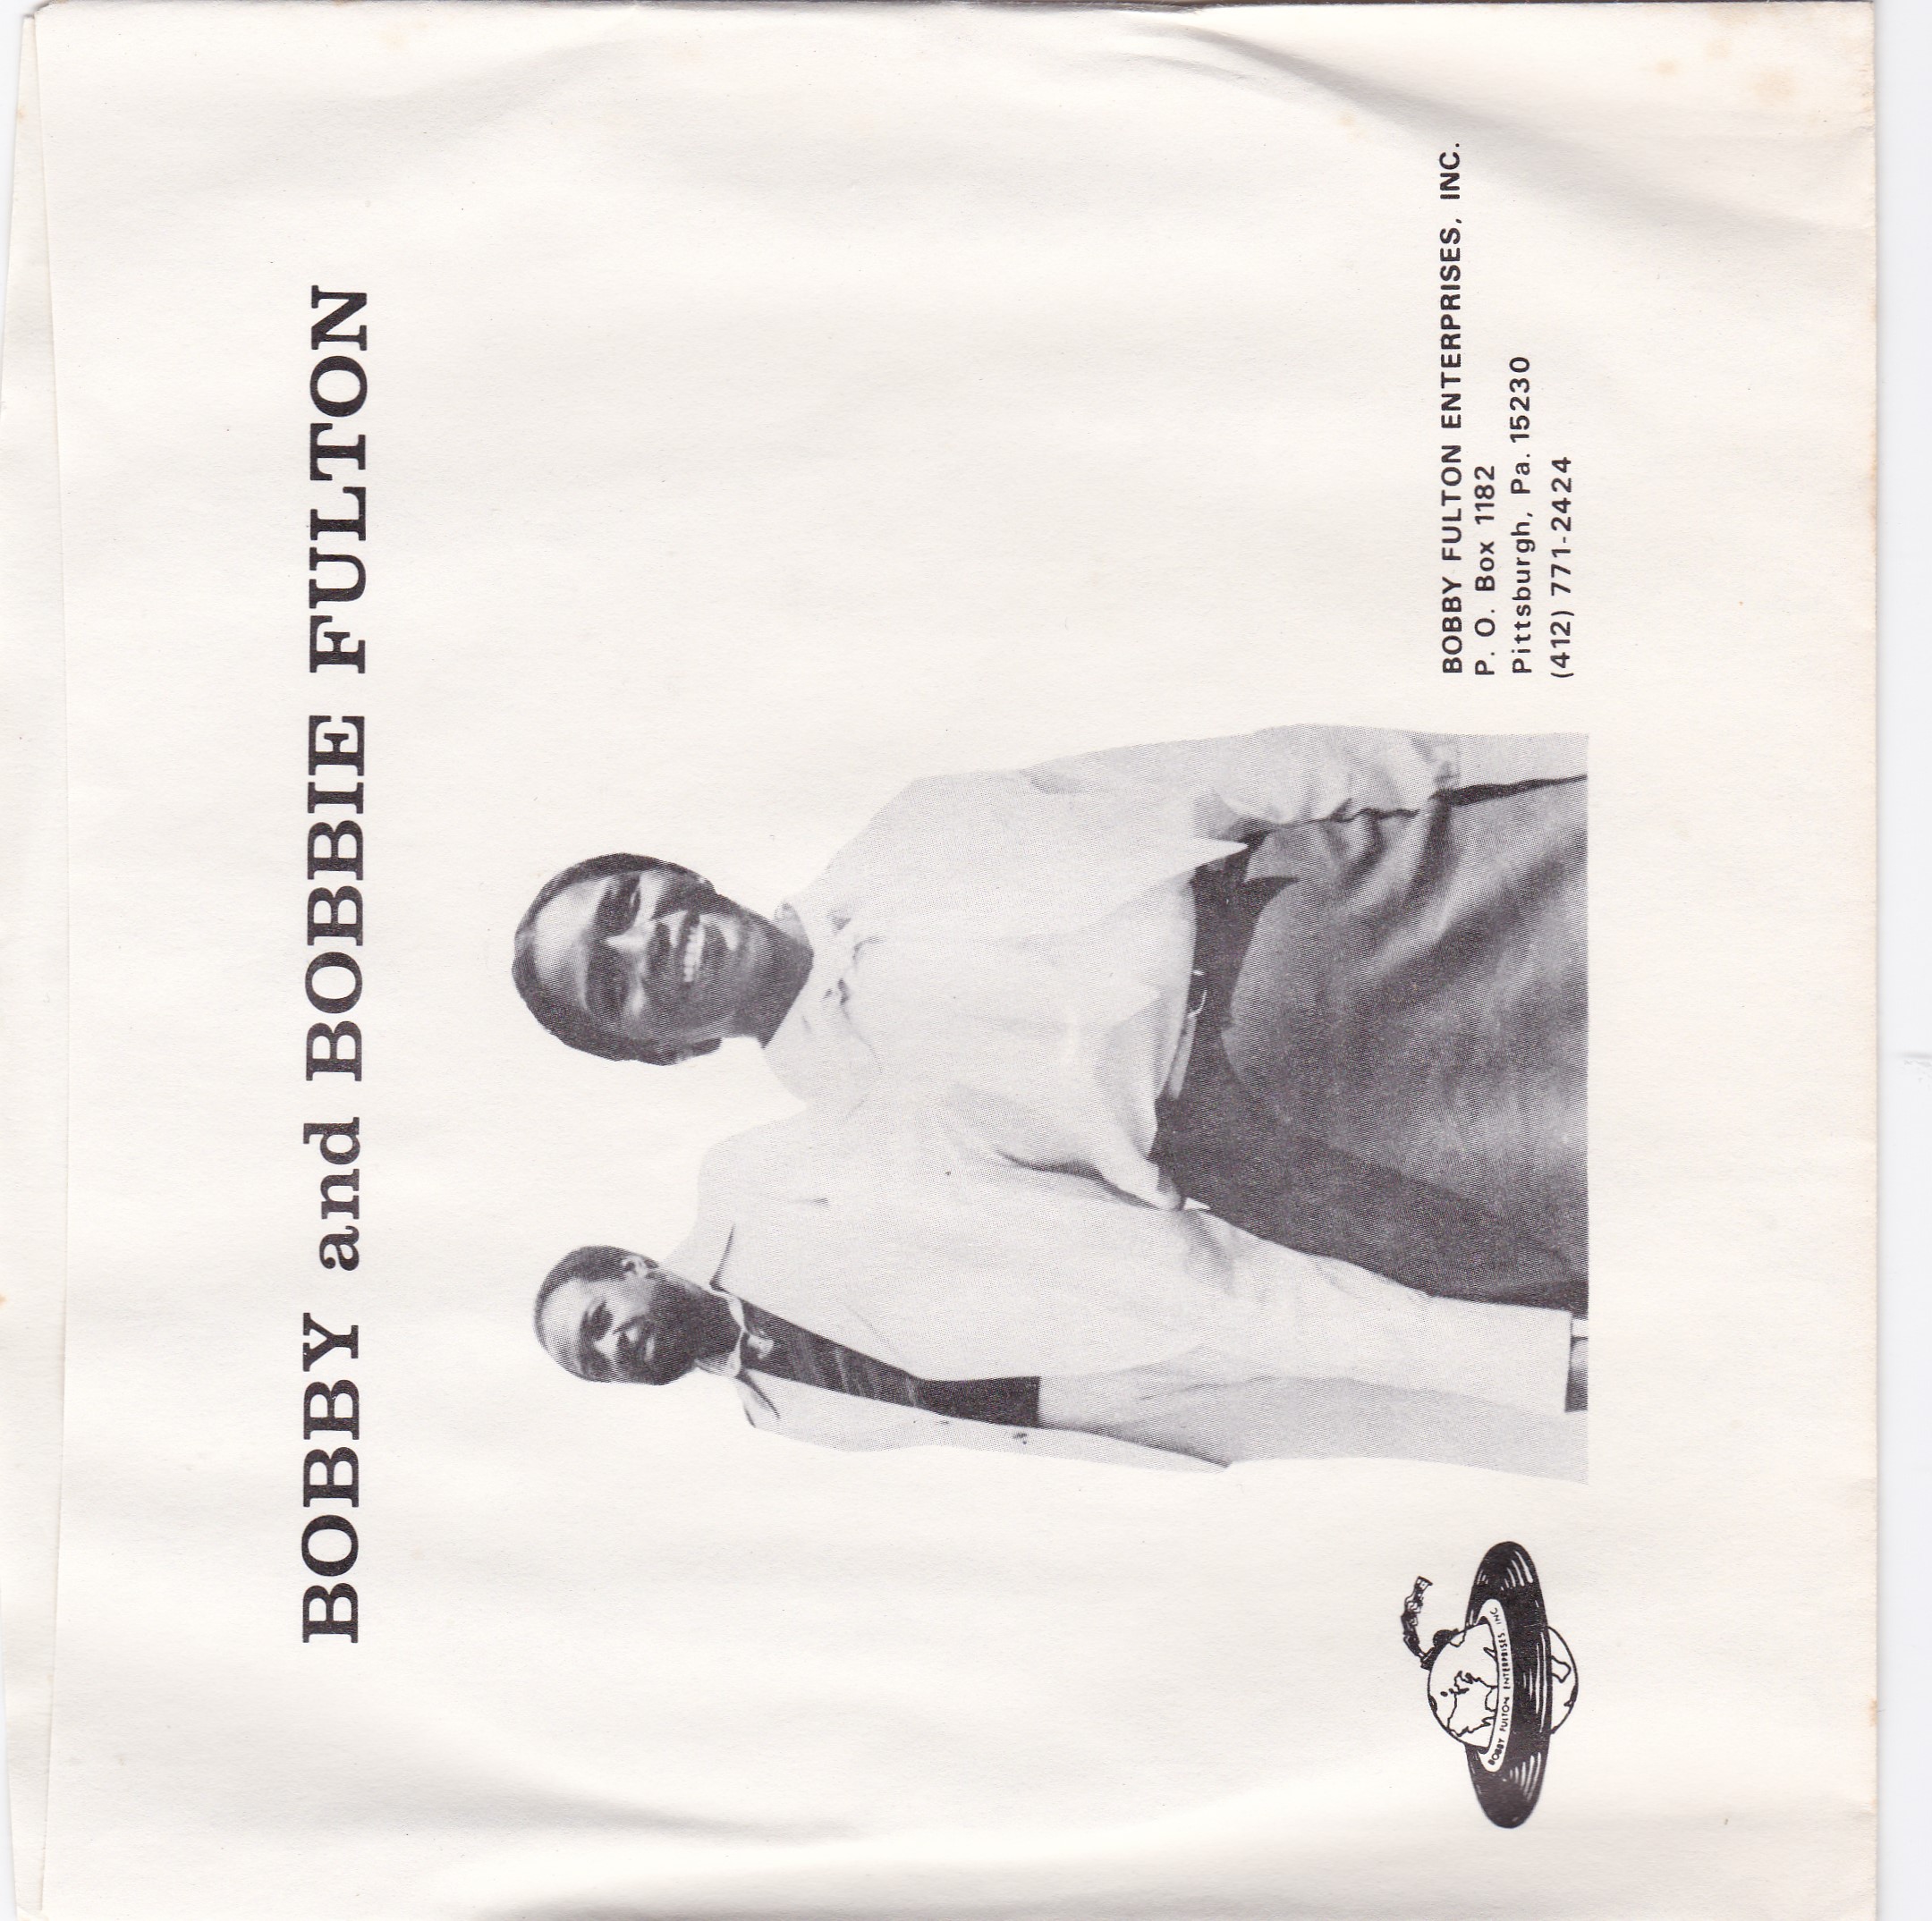 BOBBY and BOBBIE FULTON
BOBBY FULTON ENTERPRISES, INC.
P. O. Box 1182
Pittsburgh, Pa. 15230
(412) 771-2424
BOBBY FULTON ENTERPRISES, INC